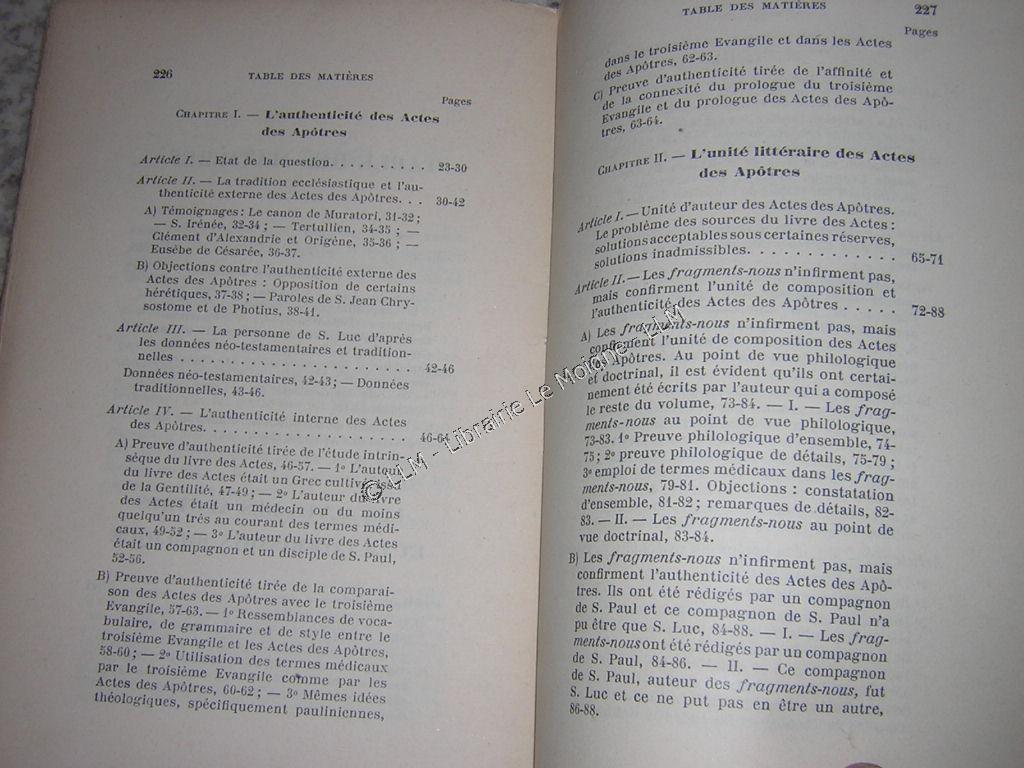 226
TABLE DES MATIÈRES
Pages
CHAPITRE I. — L'authenticité des Actes
des Apôtres
Article I. — Etat de la question. . . . . . . . . 23-30
Article II. — La tradition ecclésiastique et l'au-
thenticité externe des Actes des Apôtres. . . 30-42
A) Témoignages : Le canon de Muratori, 31-32 ;
— S. Irénée, 32-34 ; — Tertullien, 34-35 ; —
Clément d'Alexandrie et Origène, 35-36 ; —
Eusèbe de Césarée, 36-37.
B) Objections contre l'authenticité externe des
Actes des Apôtres : Opposition de certains
hérétiques, 37-38 ; — Paroles de S. Jean Chry-
sostome et de Photius, 38-41.
Article III. — La personne de S. Luc d'après
les données néo-testamentaires et tradition-
nelles . . . . . . . . . . . . . . . . . . 42-46
Données néo-testamentaires, 42-43 ; — Données
traditionnelles, 43-46.
Article IV. — L'authenticité interne des Actes
des Apôtres. . . . . . . . . . . . . . . . . 46-64
A) Preuve d'authenticité tirée de l'étude intrin-
sèque du livre des Actes, 46-57. — 1º L'auteur
du livre des Actes était un Grec cultivé issu
de la Gentilité, 47-49 ; — 2º L'auteur du livre
des Actes était un médecin ou du moins
quelqu'un très au courant des termes médi-
caux, 49-52 ; — 3º L'auteur du livre des Actes
était un compagnon et un disciple de S. Paul,
52-56.
B) Preuve d'authenticité tirée de la comparai-
son des Actes des Apôtres avec le troisième
Evangile, 57-63. — 1º Ressemblances de voca-
bulaire, de grammaire et de style entre le
troisième Evangile et les Actes des Apôtres,
58-60 ; — 2º Utilisation des termes médicaux
par le troisième Evangile comme par les
Actes des Apôtres, 60-62 ; — 3º Mêmes idées
théologiques, spécifiquement pauliniennes,
TABLE DES MATIÈRES
227
Pages
dans le troisième Evangile et dans les Actes
des Apôtres, 62-63.
C) Preuve d'authenticité tirée de l'affinité et
de la connexité du prologue du troisième
Evangile et du prologue des Actes des Apô-
tres, 63-64.
CHAPITRE II. — L'unité littéraire des Actes
des Apôtres
Article I. — Unité d'auteur des Actes des Apôtres.
Le problème des sources du livre des Actes :
solutions acceptables sous certaines réserves,
solutions inadmissibles. . . . . . . . . . . . . 65-71
Article II. — Les fragments-nous n'infirment pas,
mais confirment l'unité de composition et
l'authenticité des Actes des Apôtres . . . . . 72-88
A) Les fragments-nous n'infirment pas, mais
confirment l'unité de composition des Actes
des Apôtres. Au point de vue philologique
et doctrinal, il est évident qu'ils ont certai-
nement été écrits par l'auteur qui a composé
le reste du volume, 73-84. — I. — Les frag-
ments-nous au point de vue philologique,
73-83. 1º Preuve philologique d'ensemble, 74-
75 ; 2º preuve philologique de détails, 75-79 ;
3º emploi de termes médicaux dans les frag-
ments-nous, 79-81. Objections : constatation
d'ensemble, 81-82 ; remarques de détails, 82-
83. — II. — Les fragments-nous au point de
vue doctrinal, 83-84.
B) Les fragments-nous n'infirment pas, mais
confirment l'authenticité des Actes des Apô-
tres. Ils ont été rédigés par un compagnon
de S. Paul et ce compagnon de S. Paul n'a
pu être que S. Luc, 84-88. — I. — Les frag-
ments-nous ont été rédigés par un compagnon
de S. Paul, 84-86. — II. — Ce compagnon
de S. Paul, auteur des fragments-nous, fut
S. Luc et ce ne put pas en être un autre,
86-88.
© LLM - Librairie Le Moigne - LLM